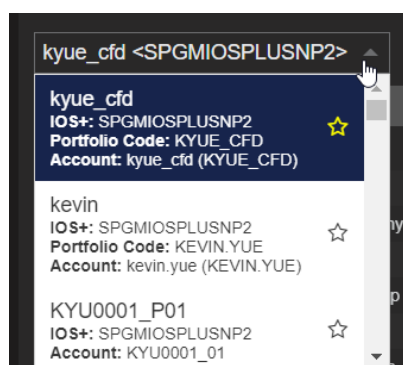 kyue_cfd <SPGMIOSPLUSNP2>
kyue_cfd
IOS+: SPGMIOSPLUSNP2
Portfolio Code: KYUE_CFD
Account: kyue_cfd (KYUE_CFD)
kevin
IOS+: SPGMIOSPLUSNP2
Portfolio Code: KEVIN.YUE
Account: kevin.yue (KEVIN.YUE)
KYU0001_P01
IOS+: SPGMIOSPLUSNP2
Account: KYU0001_01